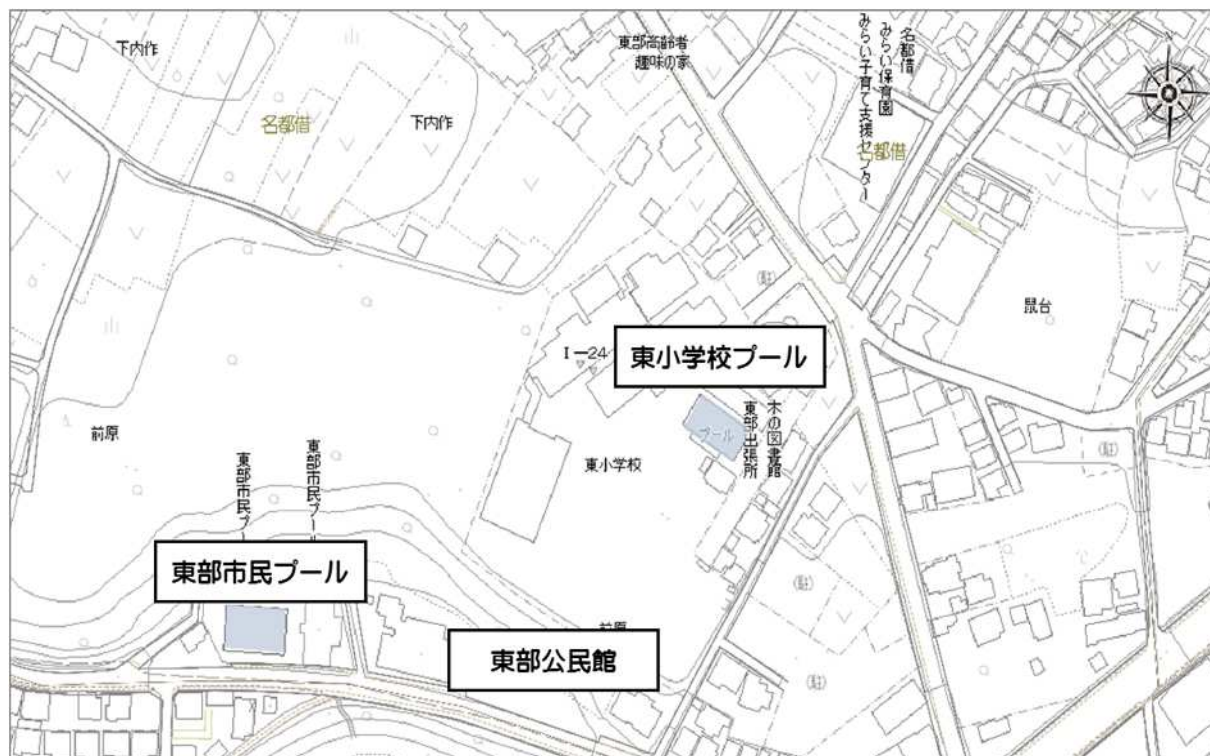 下内作
名都借
下内作
東部高齢者
趣味の家
名都借
みらい保育園
みらい子育て支援センター
名都借
N
鼠台
I-24
東小学校プール
プール
木の図書館
東部出張所
東小学校
前原
東部市民プ
東部市民プー
東部市民プール
前原
東部公民館